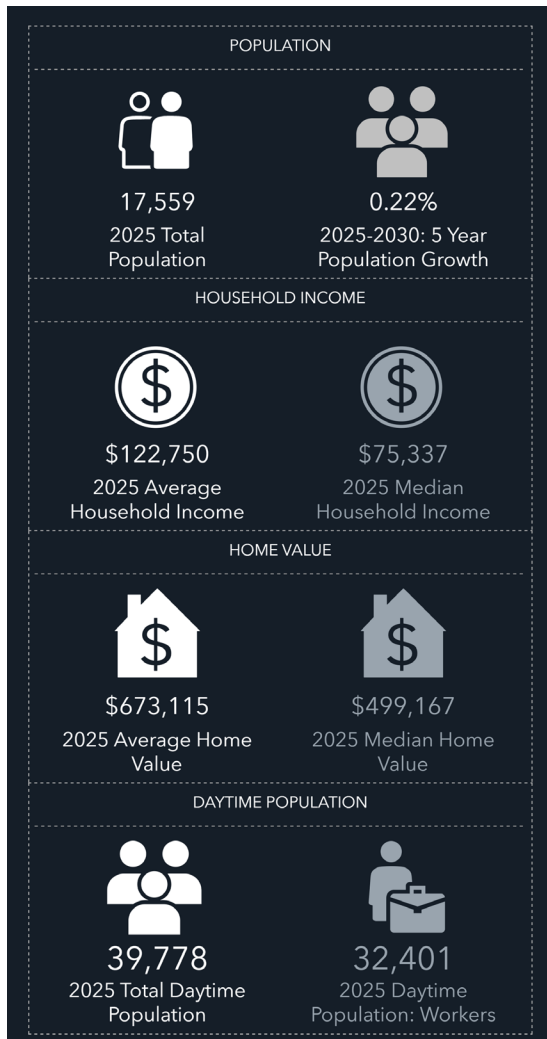 POPULATION
17,559
2025 Total
Population
0.22%
2025-2030: 5 Year
Population Growth
HOUSEHOLD INCOME
$
$122,750
2025 Average
Household Income
$
$75,337
2025 Median
Household Income
HOME VALUE
$
$673,115
2025 Average Home
Value
$
$499,167
2025 Median Home
Value
DAYTIME POPULATION
39,778
2025 Total Daytime
Population
32,401
2025 Daytime
Population: Workers